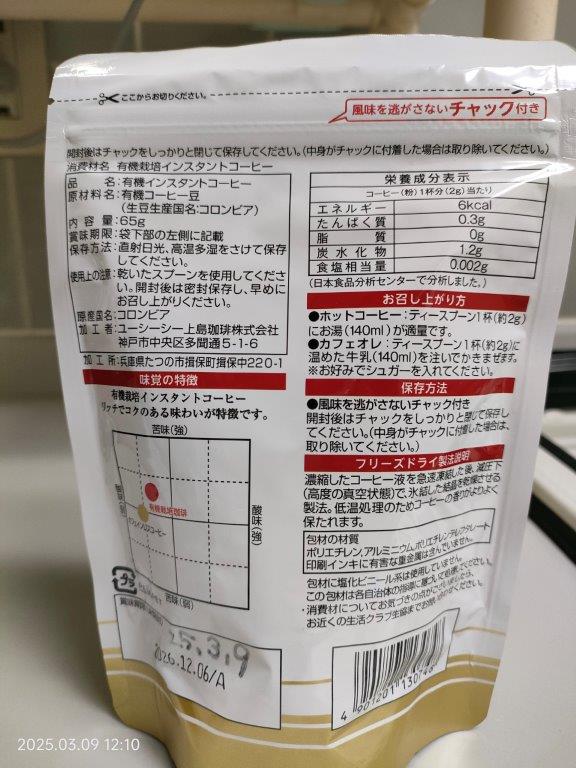 ここからお切りください。
風味を逃がさないチャック付き
開封後はチャックをしっかりと閉じて保存してください。(中身がチャックに付着した場合は取り除いてください。)
消費材名 有機栽培インスタントコーヒー
品 名:有機インスタントコーヒー
原材料名:有機コーヒー豆
(生豆生産国名:コロンビア)
内容量:65g
賞味期限:袋下部の左側に記載
保存方法:直射日光、高温多湿をさけて保存
してください。
使用上の注意:乾いたスプーンを使用してくださ
い。開封後は密封保存し、早めに
お召し上がりください。
原産国名:コロンビア
加工者:ユーシーシー上島珈琲株式会社
神戸市中央区多聞通5-1-6
加工所:兵庫県たつの市揖保町揖保中220-1
味覚の特徴
有機栽培インスタントコーヒー
リッチでコクのある味わいが特徴です。
苦味(強)
酸味(弱)
酸味(強)
有機栽培珈琲
苦味(弱)
プラ
25.3.9
2026.12.06/A
栄養成分表示
コーヒー(粉)1杯分(2g)当たり
エネルギー 6kcal
たんぱく質 0.3g
脂質 0g
炭水化物 1.2g
食塩相当量 0.002g
(日本食品分析センターで分析しました。)
お召し上がり方
●ホットコーヒー:ティースプーン1杯(約2g)
にお湯(140ml)が適量です。
●カフェオレ:ティースプーン1杯(約2g)に
温めた牛乳(140ml)を注いでかきまぜます。
※お好みでシュガーを入れてください。
保存方法
●風味を逃がさないチャック付き
開封後はチャックをしっかりと閉じて保存し
てください。(中身がチャックに付着した場合は、
取り除いてください。)
フリーズドライ製法説明
濃縮したコーヒー液を急速凍結した後、減圧下
(高度の真空状態)で、氷結した結晶を乾燥させる
製法。低温処理のためコーヒーの香りがよりよく
保たれます。
包材の材質
ポリエチレン,アルミニウム,ポリエチレンテレフタレート
印刷インキに有害な重金属は含んでいません。
包材に塩化ビニール系は使用していません。
この包材は各自治体の指導に基づいて処理してください。
・消費材についてお気づきの点がございましたら、
お近くの生活クラブ生協までお問い合わせください。
4 901201 130748
2025.03.09 12:10